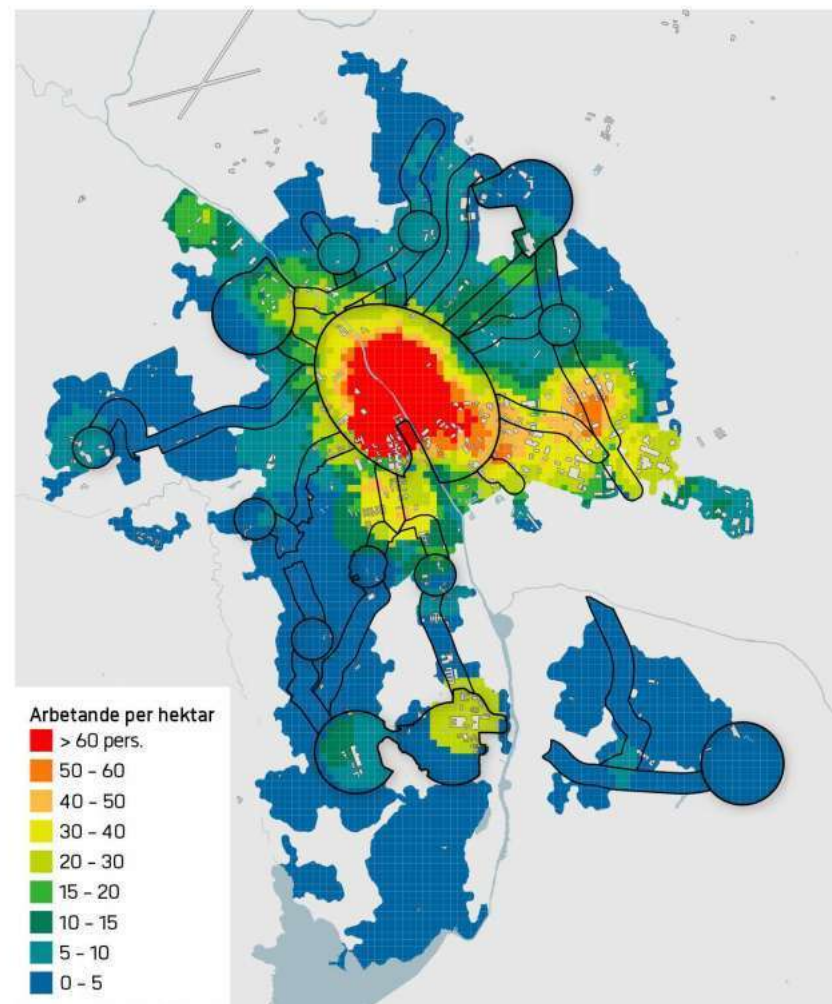 Arbetande per hektar
> 60 pers.
50 – 60
40 – 50
30 – 40
20 – 30
15 – 20
10 – 15
5 – 10
0 – 5